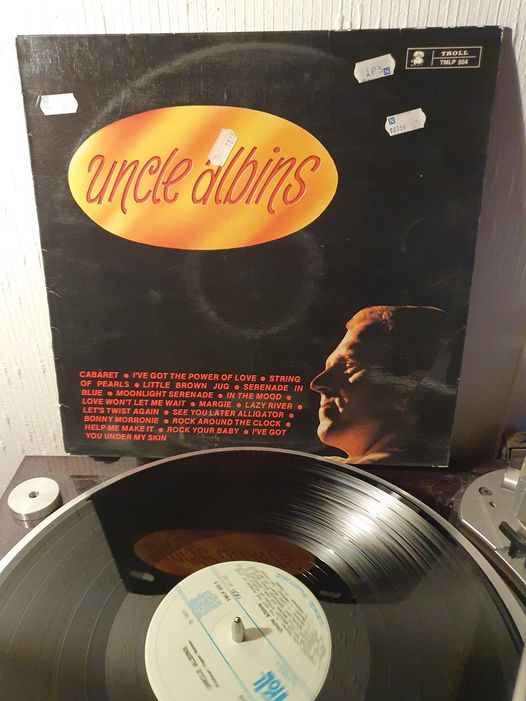 TROLL
TMLP 504
LP3
uncle albins
CABARET • I'VE GOT THE POWER OF LOVE • STRING
OF PEARLS • LITTLE BROWN JUG • SERENADE IN
BLUE • MOONLIGHT SERENADE • IN THE MOOD •
LOVE WON'T LET ME WAIT • MARGIE • LAZY RIVER •
LET'S TWIST AGAIN • SEE YOU LATER ALLIGATOR •
BONNY MORRONIE • ROCK AROUND THE CLOCK •
HELP ME MAKE IT • ROCK YOUR BABY • I'VE GOT
YOU UNDER MY SKIN